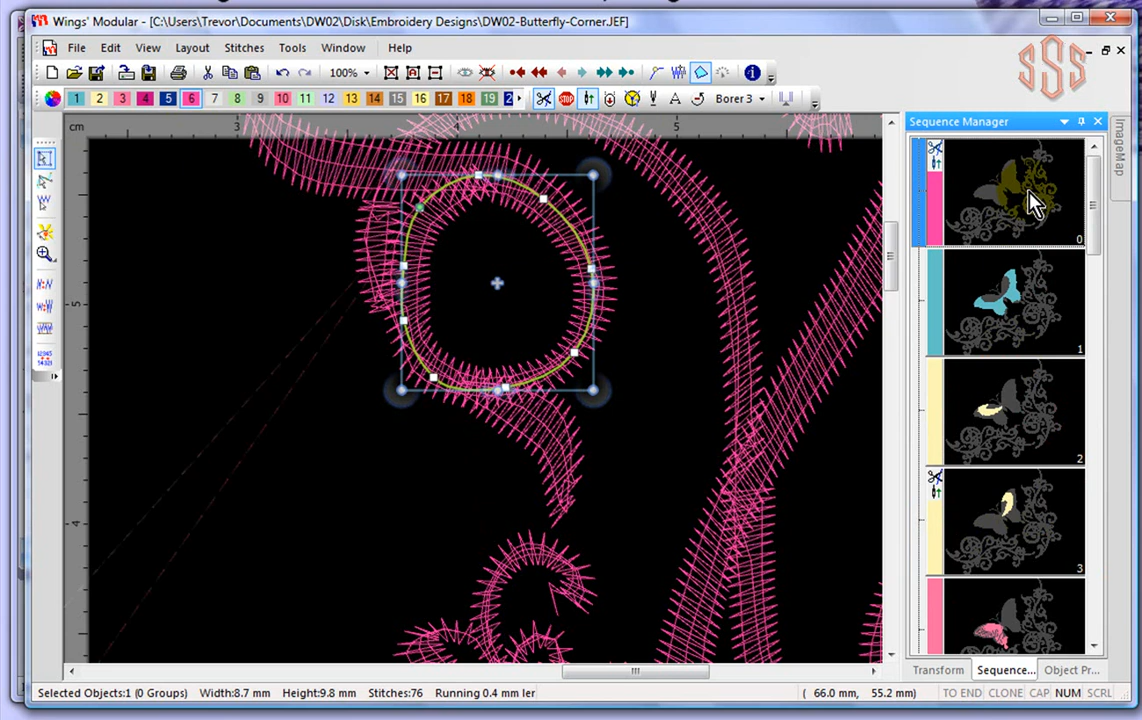 Wings' Modular - [C:\Users\Trevor\Documents\DW02\Disk\Embroidery Designs\DW02-Butterfly-Corner.JEF]
File Edit View Layout Stitches Tools Window Help
100%
1 2 3 4 5 6 7 8 9 10 11 12 13 14 15 16 17 18 19 2 Borer 3
SSS
cm 3 4 5
Sequence Manager
ImageMap
0
1
5
2
4
3
Transform Sequence... Object Pr...
Selected Objects:1 (0 Groups) Width:8.7 mm Height:9.8 mm Stitches:76 Running 0.4 mm ler ( 66.0 mm, 55.2 mm) TO END CLONE CAP NUM SCRL